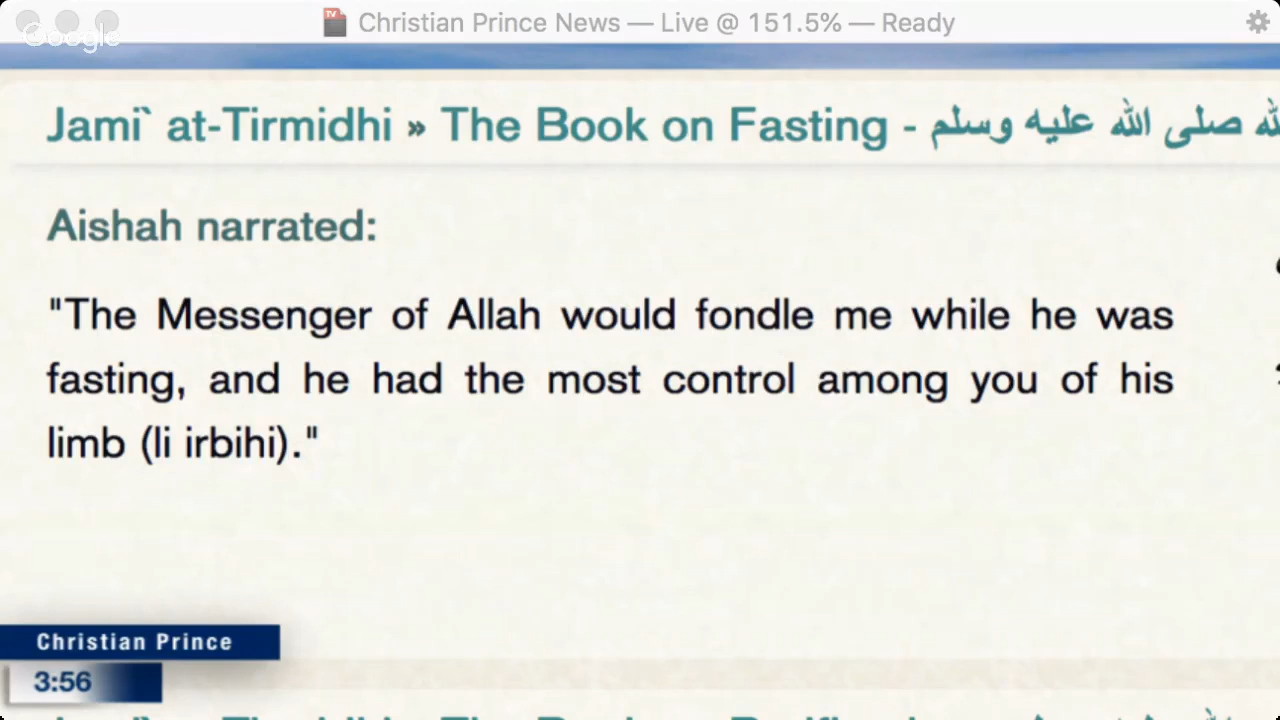 Christian Prince News — Live @ 151.5% — Ready
Google
Jami` at-Tirmidhi » The Book on Fasting - الله صلى الله عليه وسلم
Aishah narrated:
"The Messenger of Allah would fondle me while he was
fasting, and he had the most control among you of his
limb (li irbihi)."
Christian Prince
3:56